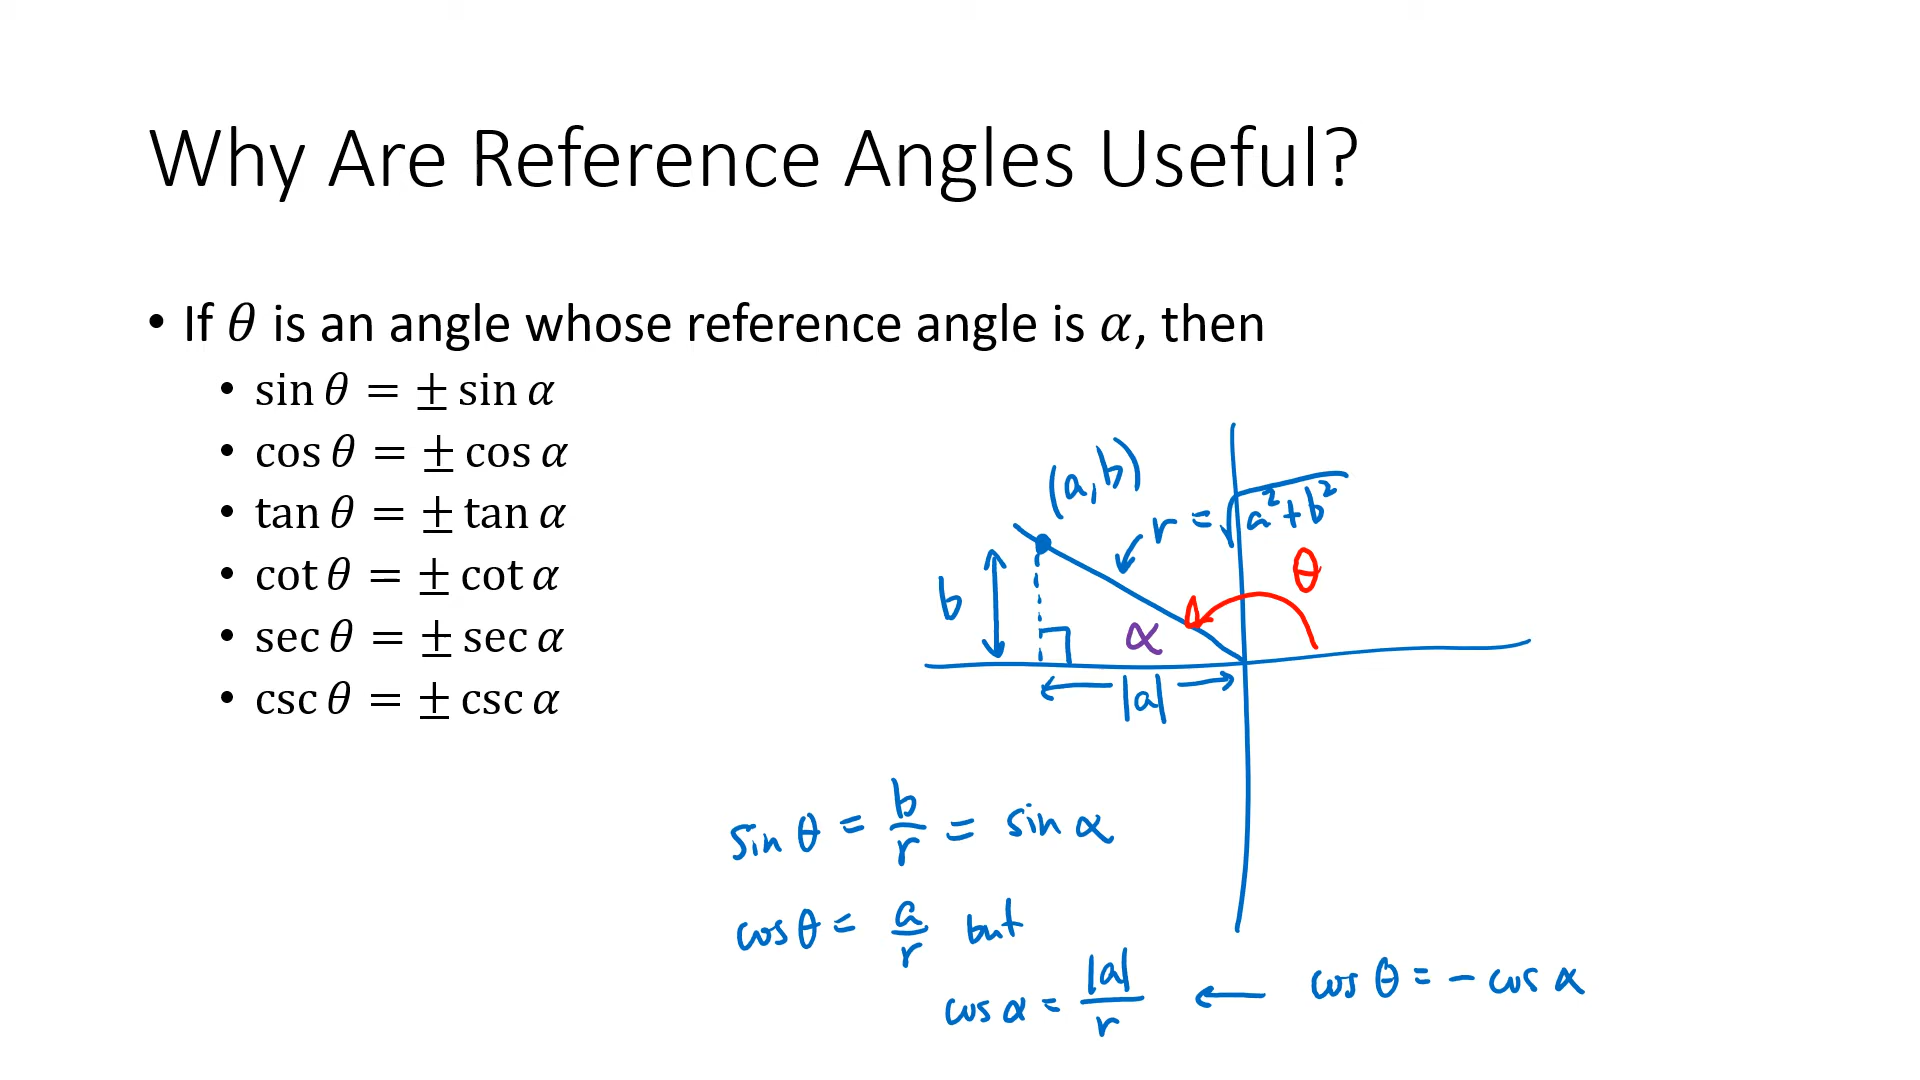 Why Are Reference Angles Useful?
• If θ is an angle whose reference angle is α, then
• sin θ = ± sin α
• cos θ = ± cos α
• tan θ = ± tan α
• cot θ = ± cot α
• sec θ = ± sec α
• csc θ = ± csc α
(a,b)
r = √(a²+b²)
θ
b
α
|a|
sin θ = b/r = sin α
cos θ = a/r but
cos α = |a|/r ← cos θ = - cos α